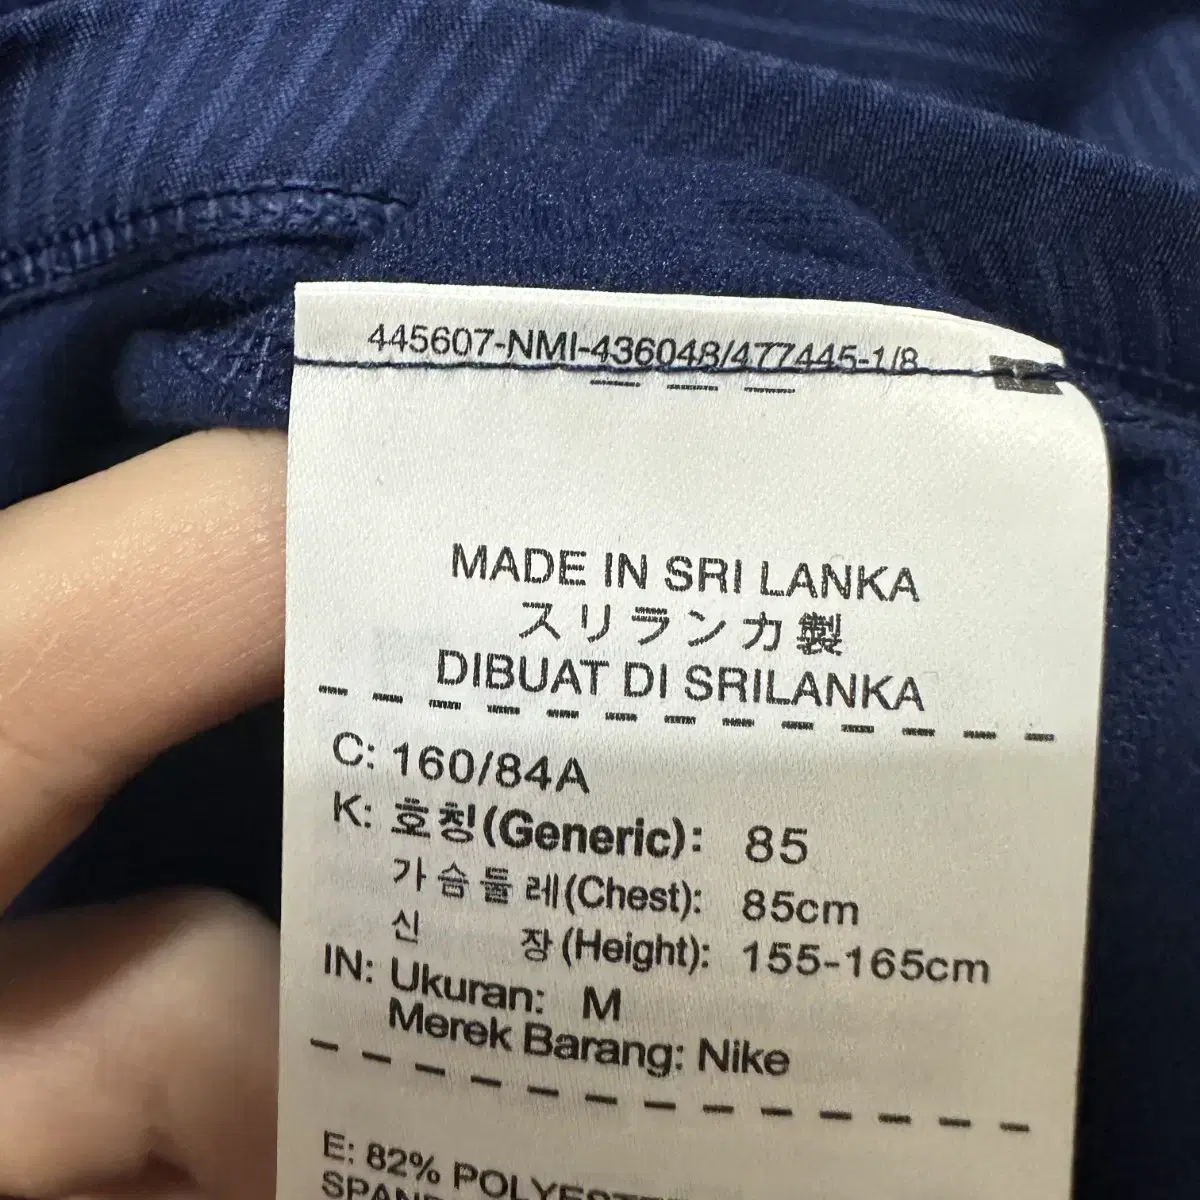 445607-NMI-436048/477445-1/8
MADE IN SRI LANKA
スリランカ製
DIBUAT DI SRILANKA
C: 160/84A
K: 호칭(Generic): 85
가슴둘레(Chest): 85cm
신 장(Height): 155-165cm
IN: Ukuran: M
Merek Barang: Nike
E: 82%